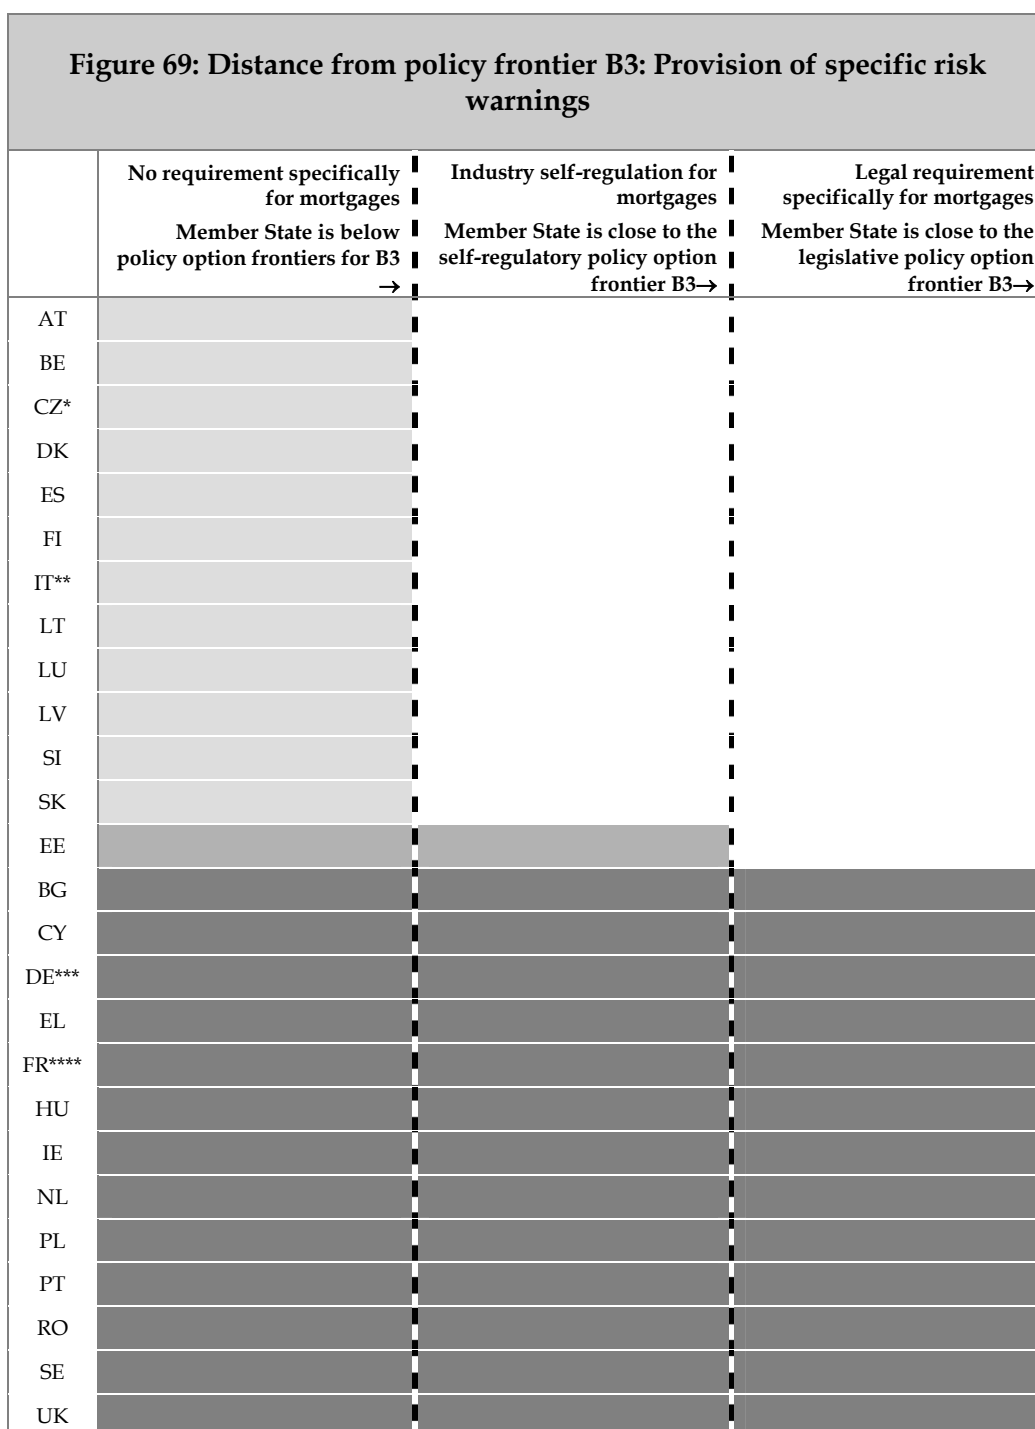 Figure 69: Distance from policy frontier B3: Provision of specific risk
warnings
No requirement specifically
for mortgages
Member State is below
policy option frontiers for B3
→
Industry self-regulation for
mortgages
Member State is close to the
self-regulatory policy option
frontier B3→
Legal requirement
specifically for mortgages
Member State is close to the
legislative policy option
frontier B3→
AT
BE
CZ*
DK
ES
FI
IT**
LT
LU
LV
SI
SK
EE
BG
CY
DE***
EL
FR****
HU
IE
NL
PL
PT
RO
SE
UK